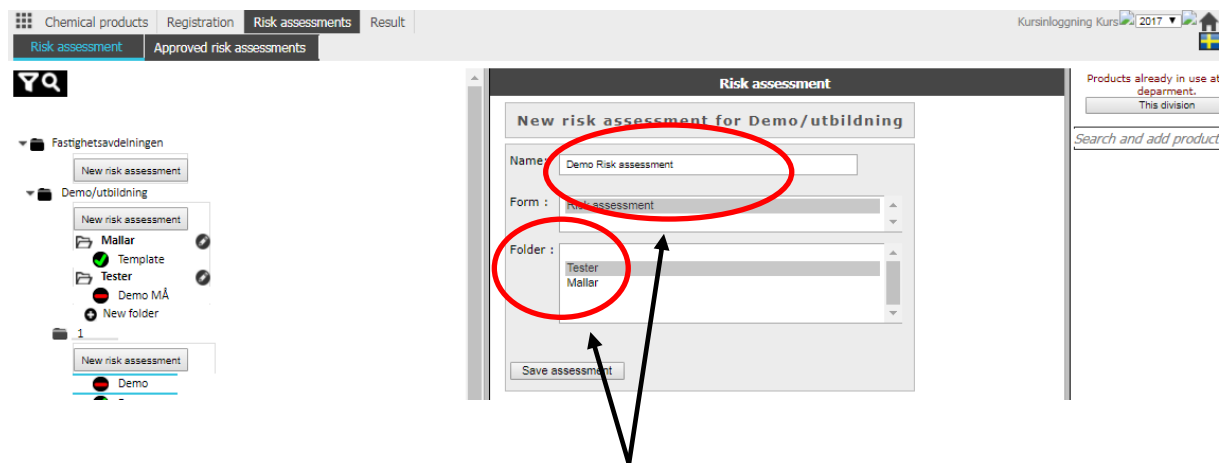 Chemical products Registration Risk assessments Result Kursinloggning Kurs 2017
Risk assessment Approved risk assessments
Fastighetsavdelningen
New risk assessment
Demo/utbildning
New risk assessment
Mallar
Template
Tester
Demo MÅ
New folder
1
New risk assessment
Demo
Risk assessment
New risk assessment for Demo/utbildning
Name: Demo Risk assessment
Form : Risk assessment
Folder :
Tester
Mallar
Save assessment
Products already in use at
deparment.
This division
Search and add product